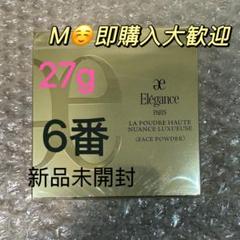 M☺️即購入大歓迎
27g
6番
新品未開封
æ
Elégance
PARIS
LA POUDRE HAUTE
NUANCE LUXUEUSE
(FACE POWDER)